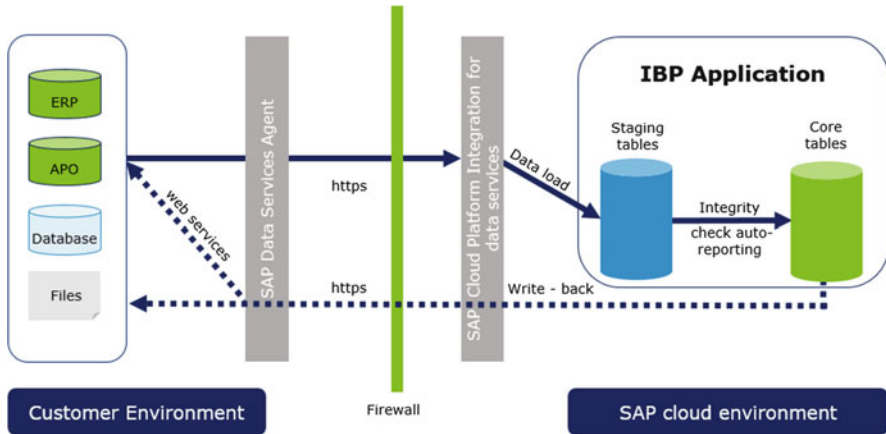 ERP
APO
Database
Files
SAP Data Services Agent
web services
https
https
Firewall
SAP Cloud Platform Integration for
data services
Data load
Write - back
IBP Application
Staging
tables
Core
tables
Integrity
check auto-
reporting
Customer Environment
SAP cloud environment